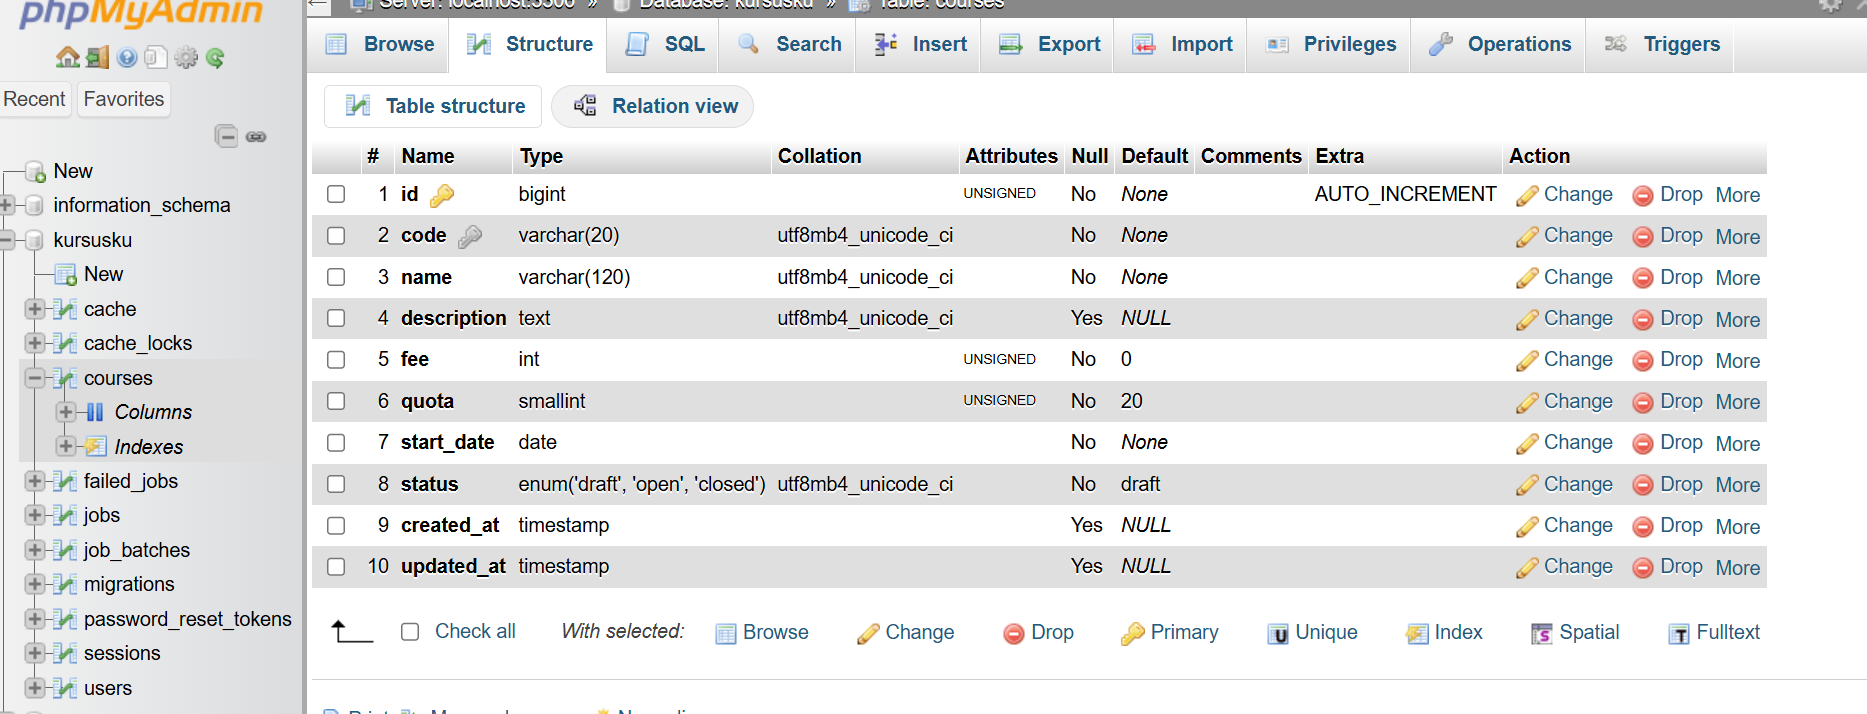 phpMyAdmin
Recent Favorites
New
information_schema
kursusku
New
cache
cache_locks
courses
Columns
Indexes
failed_jobs
jobs
job_batches
migrations
password_reset_tokens
sessions
users
Server: localhost:3306 » Database: kursusku » Table: courses
Browse Structure SQL Search Insert Export Import Privileges Operations Triggers
Table structure Relation view
# Name Type Collation Attributes Null Default Comments Extra Action
1 id bigint UNSIGNED No None AUTO_INCREMENT Change Drop More
2 code varchar(20) utf8mb4_unicode_ci No None Change Drop More
3 name varchar(120) utf8mb4_unicode_ci No None Change Drop More
4 description text utf8mb4_unicode_ci Yes NULL Change Drop More
5 fee int UNSIGNED No 0 Change Drop More
6 quota smallint UNSIGNED No 20 Change Drop More
7 start_date date No None Change Drop More
8 status enum('draft', 'open', 'closed') utf8mb4_unicode_ci No draft Change Drop More
9 created_at timestamp Yes NULL Change Drop More
10 updated_at timestamp Yes NULL Change Drop More
Check all With selected: Browse Change Drop Primary Unique Index Spatial Fulltext